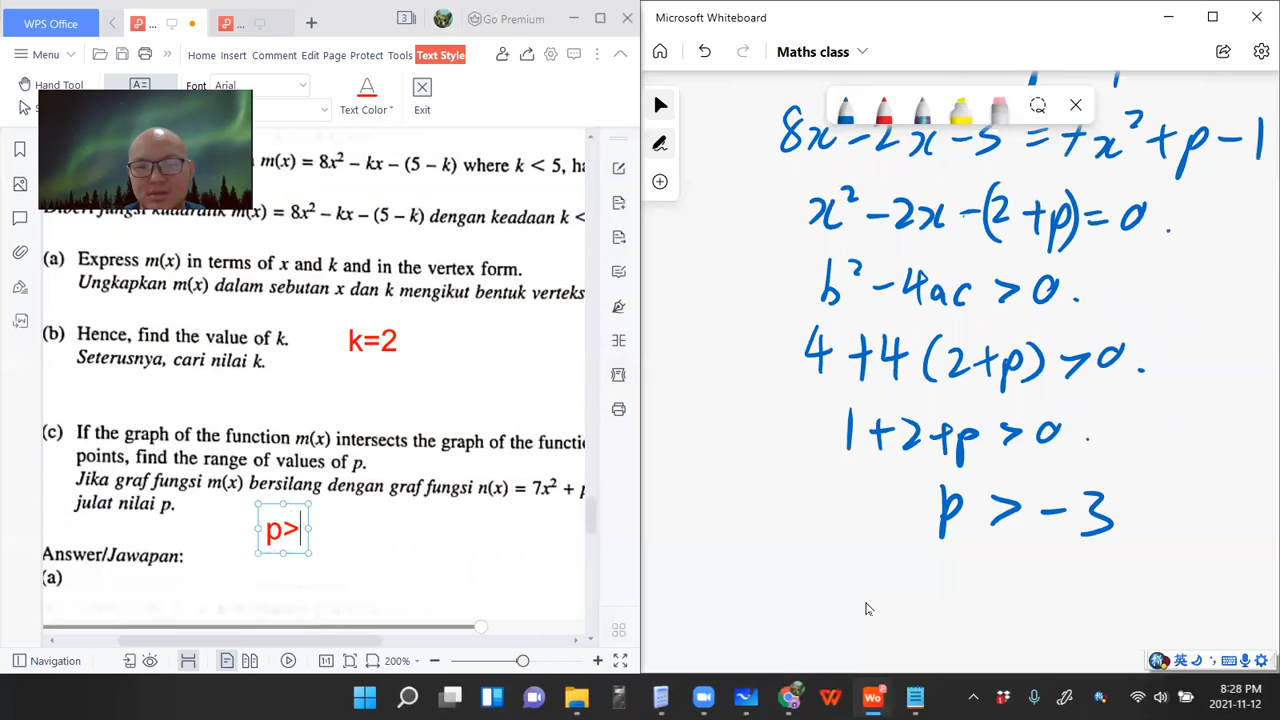 WPS Office
3
Go Premium
Menu
Home Insert Comment Edit Page Protect Text Style
Hand Tool
Font Arial
Text Color
Exit
m(x) = 8x² − kx − (5 − k) where k < 5, ha
m(x) = 8x² − kx − (5 − k) dengan keadaan k <
(a) Express m(x) in terms of x and k and in the vertex form.
Ungkapkan m(x) dalam sebutan x dan k mengikut bentuk verteks
(b) Hence, find the value of k.
k=2
Seterusnya, cari nilai k.
(c) If the graph of the function m(x) intersects the graph of the functi
points, find the range of values of p.
Jika graf fungsi m(x) bersilang dengan graf fungsi n(x) = 7x² + p
julat nilai p.
p>
Answer/Jawapan:
(a)
Navigation
200%
Microsoft Whiteboard
Maths class
x² − 2x − (2 + p) = 0.
b² − 4ac > 0.
4 + 4 (2+p) > 0.
1 + 2 + p > 0.
p > − 3
英
8:28 PM
2021-11-12